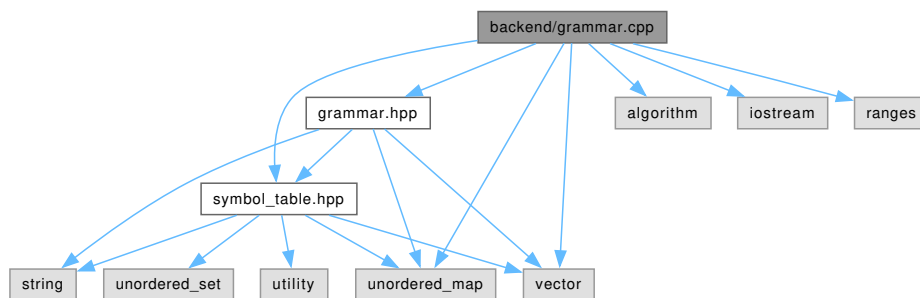 backend/grammar.cpp
grammar.hpp
algorithm
iostream
ranges
symbol_table.hpp
string
unordered_set
utility
unordered_map
vector